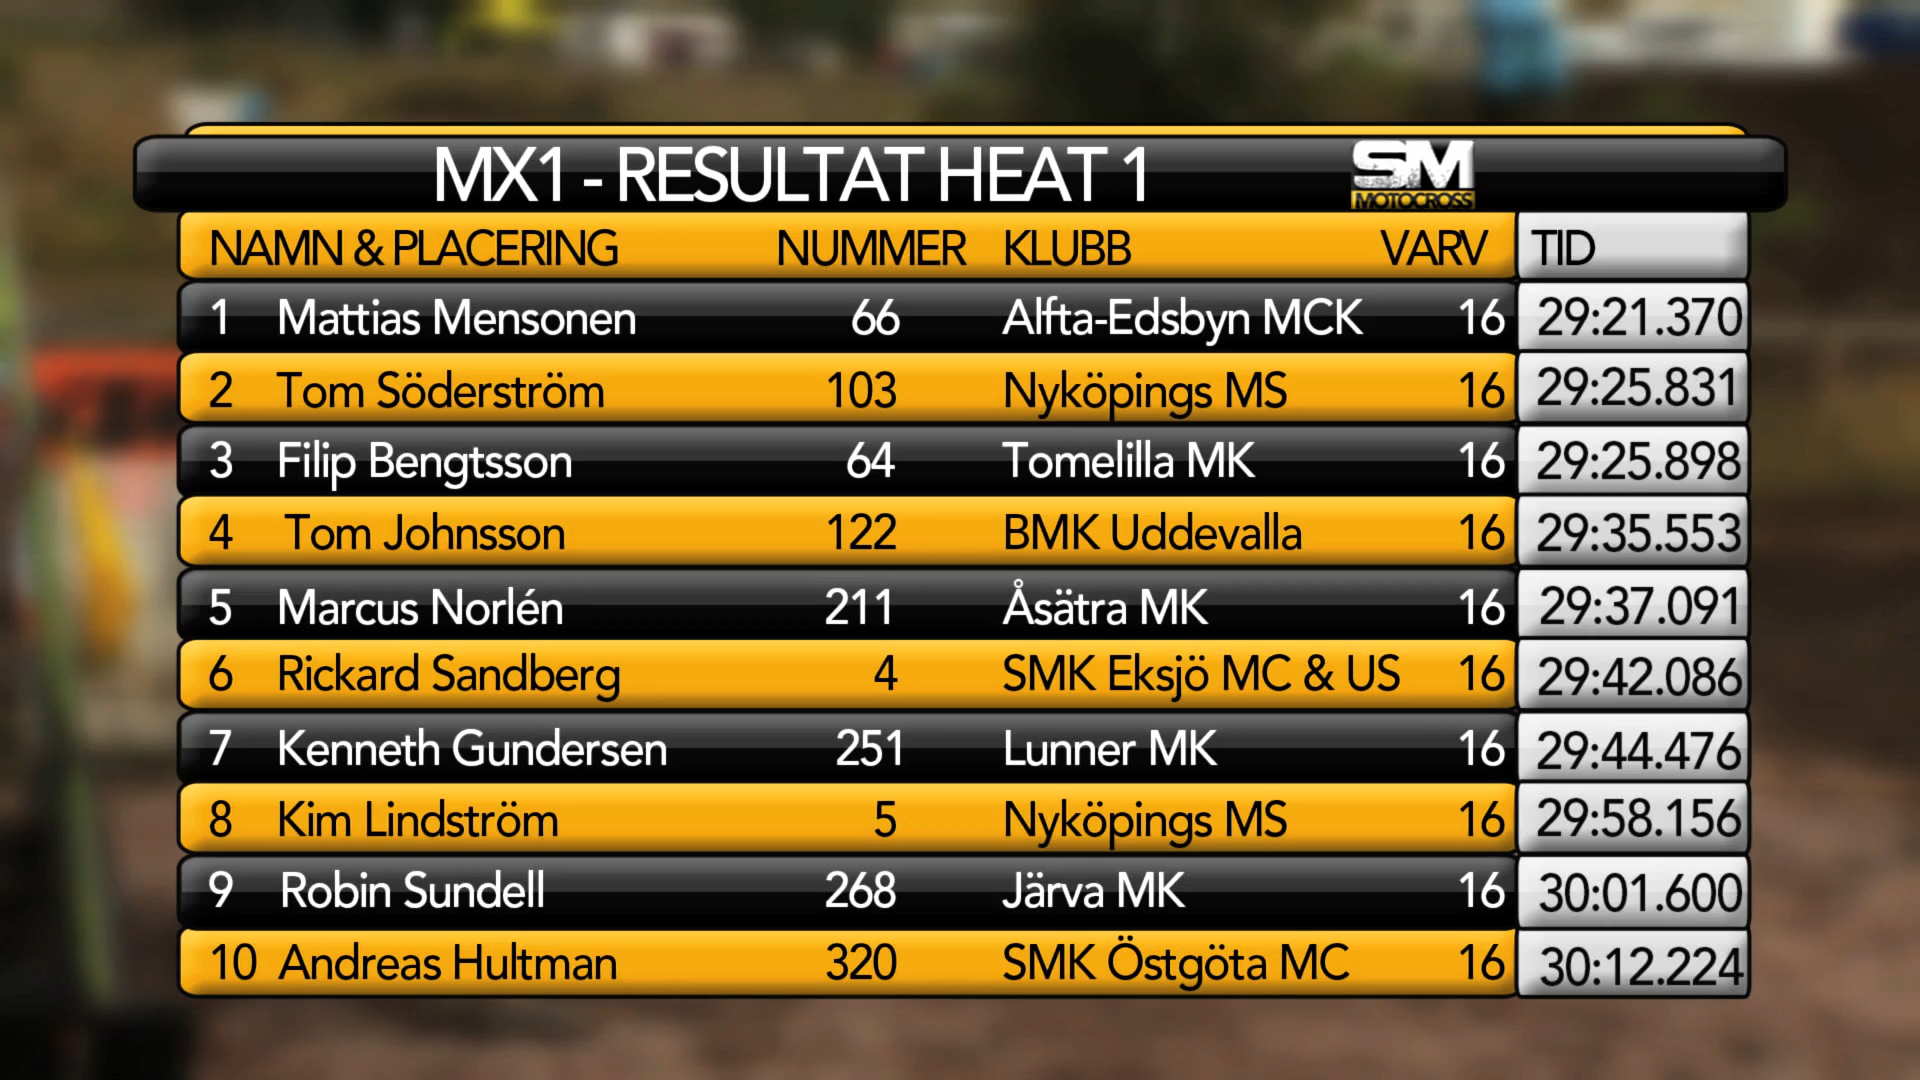 MX1 - RESULTAT HEAT 1 SM MOTOCROSS
NAMN & PLACERING NUMMER KLUBB VARV TID
1 Mattias Mensonen 66 Alfta-Edsbyn MCK 16 29:21.370
2 Tom Söderström 103 Nyköpings MS 16 29:25.831
3 Filip Bengtsson 64 Tomelilla MK 16 29:25.898
4 Tom Johnsson 122 BMK Uddevalla 16 29:35.553
5 Marcus Norlén 211 Åsätra MK 16 29:37.091
6 Rickard Sandberg 4 SMK Eksjö MC & US 16 29:42.086
7 Kenneth Gundersen 251 Lunner MK 16 29:44.476
8 Kim Lindström 5 Nyköpings MS 16 29:58.156
9 Robin Sundell 268 Järva MK 16 30:01.600
10 Andreas Hultman 320 SMK Östgöta MC 16 30:12.224